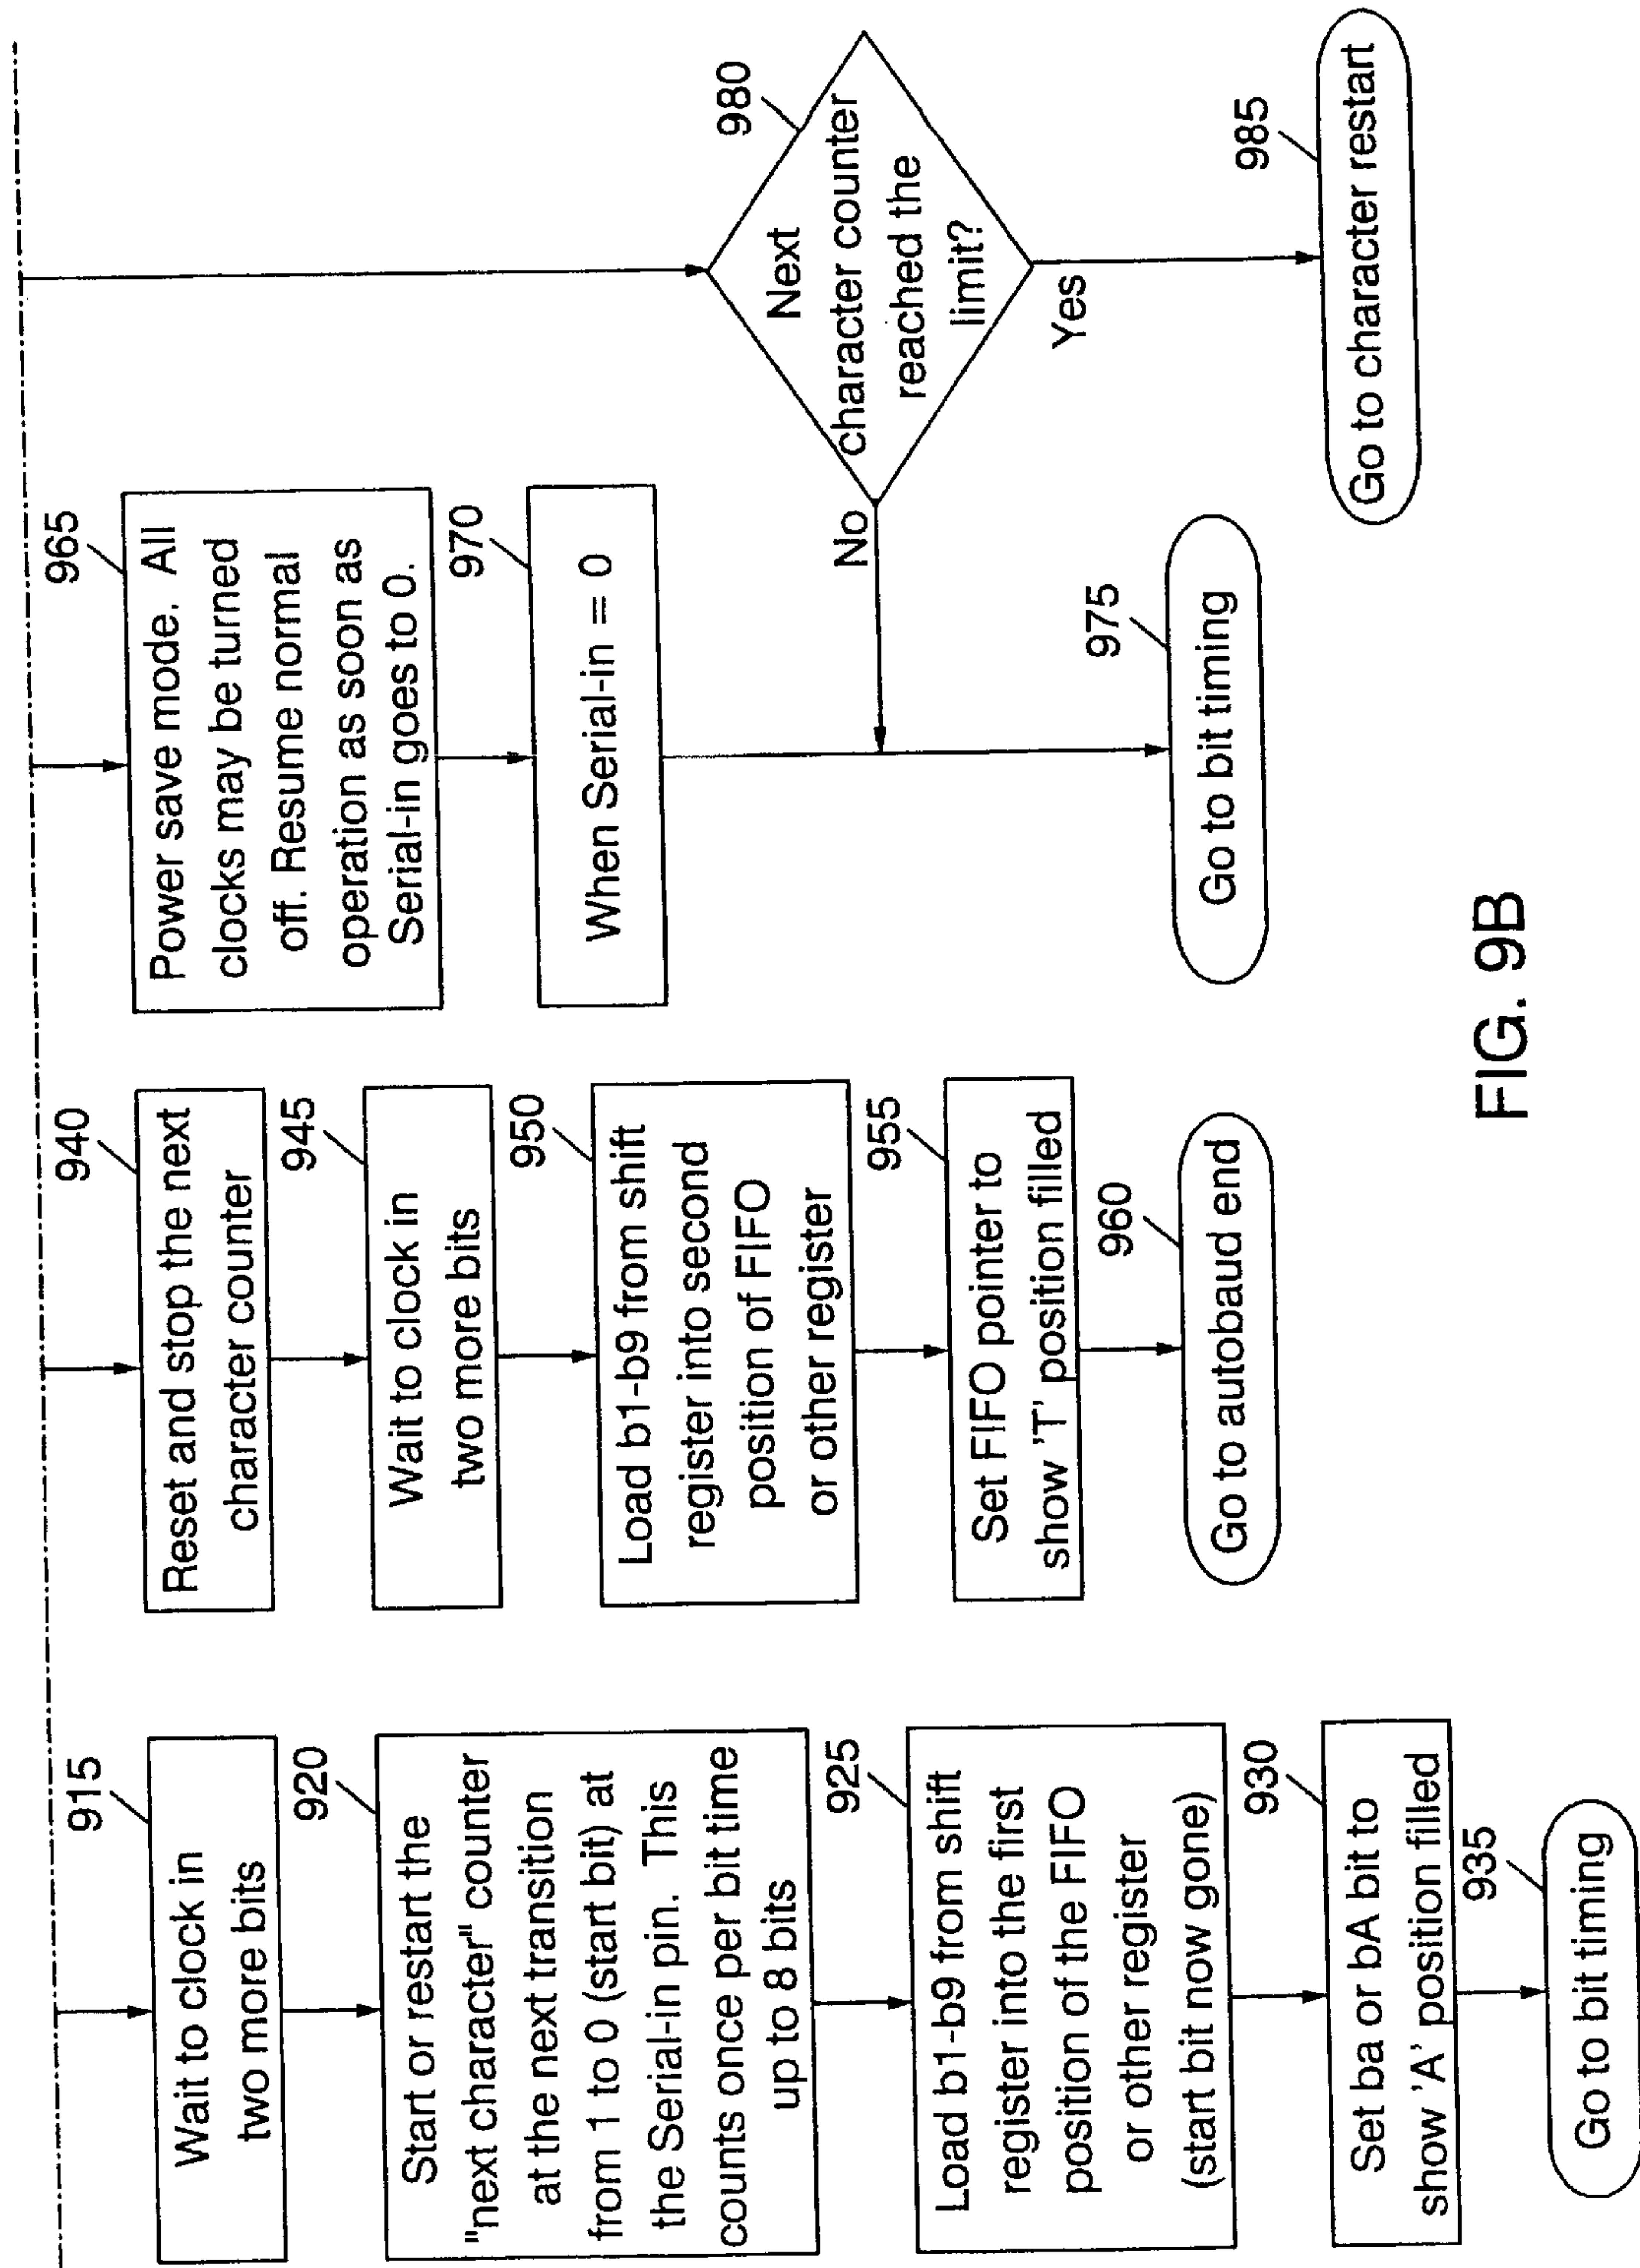 915
Wait to clock in
two more bits
920
Start or restart the
"next character" counter
at the next transition
from 1 to 0 (start bit) at
the Serial-in pin. This
counts once per bit time
up to 8 bits
925
Load b1-b9 from shift
register into the first
position of the FIFO
or other register
(start bit now gone)
930
Set ba or bA bit to
show 'A' position filled
935
Go to bit timing
940
Reset and stop the next
character counter
945
Wait to clock in
two more bits
950
Load b1-b9 from shift
register into second
position of FIFO
or other register
955
Set FIFO pointer to
show 'T' position filled
960
Go to autobaud end
965
Power save mode. All
clocks may be turned
off. Resume normal
operation as soon as
Serial-in goes to 0.
970
When Serial-in = 0
975
Go to bit timing
980
Next
character counter
reached the
limit?
No
Yes
985
Go to character restart
FIG. 9B